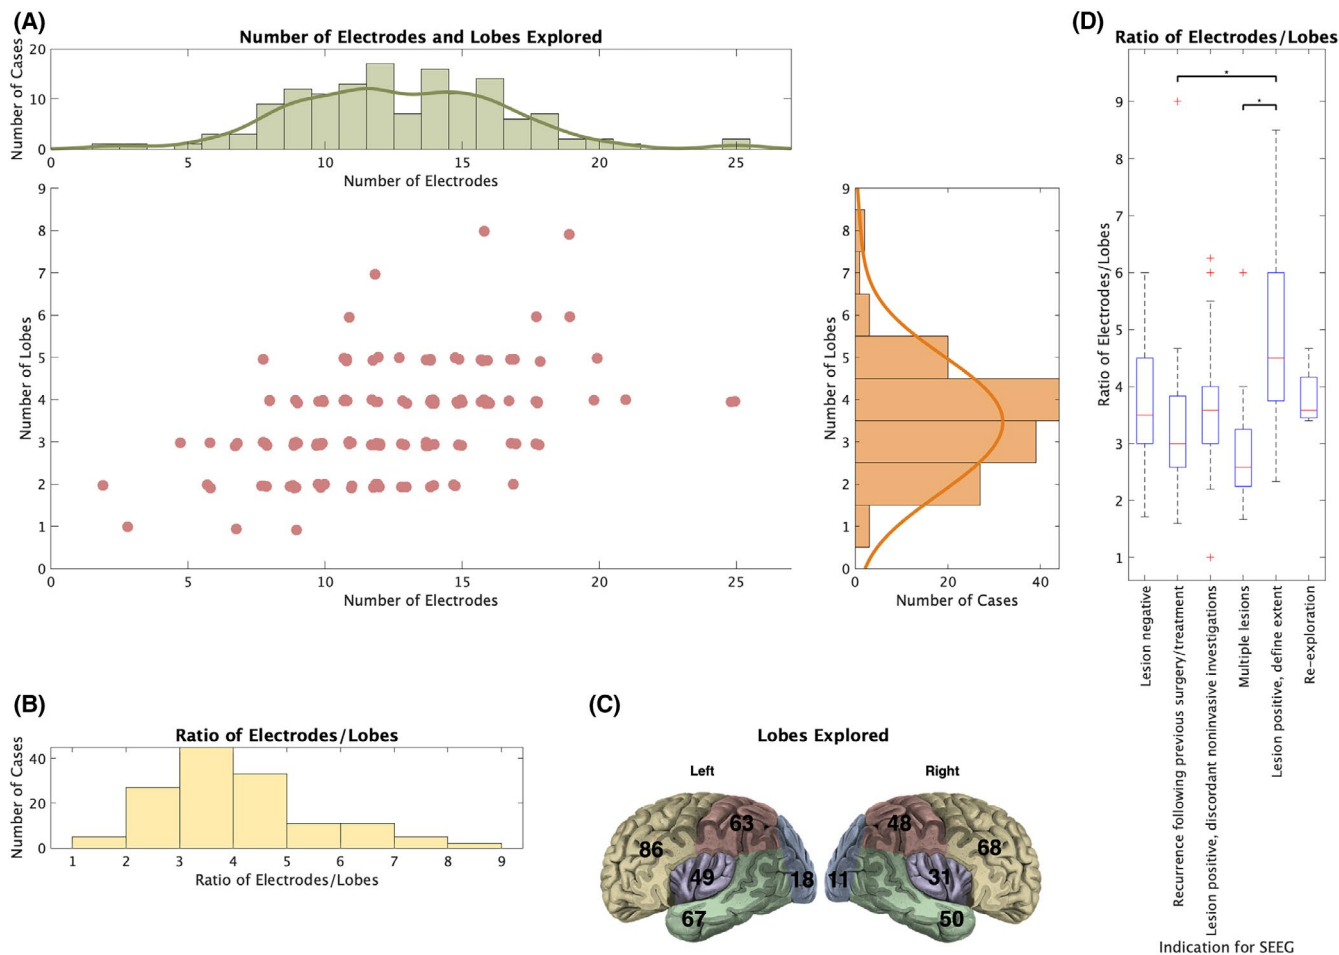 (A)
Number of Electrodes and Lobes Explored
Number of Cases
20
10
0
0 5 10 15 20 25
Number of Electrodes
Number of Lobes
9
8
7
6
5
4
3
2
1
0
0 5 10 15 20 25
Number of Electrodes
Number of Lobes
9
8
7
6
5
4
3
2
1
0
0 20 40
Number of Cases
(B)
Ratio of Electrodes/Lobes
Number of Cases
40
20
0
1 2 3 4 5 6 7 8 9
Ratio of Electrodes/Lobes
(C)
Lobes Explored
Left Right
63 48
86 68
49 18 11 31
67 50
(D)
Ratio of Electrodes/Lobes
*
*
Ratio of Electrodes/Lobes
9
8
7
6
5
4
3
2
1
Lesion negative
Recurrence following previous surgery/treatment
Lesion positive, discordant noninvasive investigations
Multiple lesions
Lesion positive, define extent
Re-exploration
Indication for SEEG